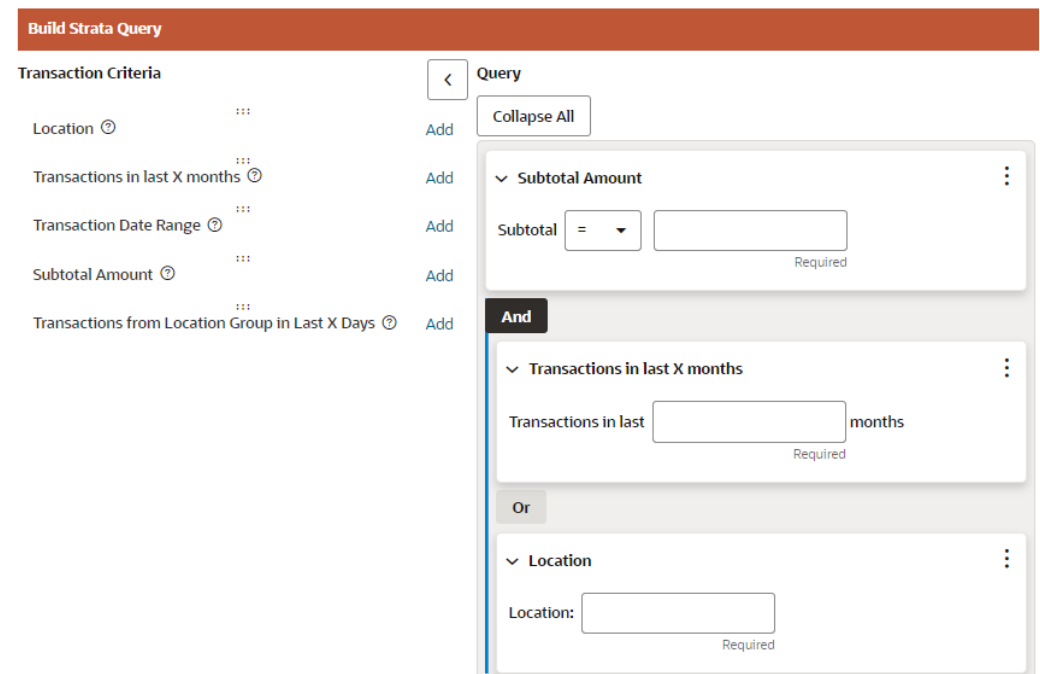 Build Strata Query
Transaction Criteria
Location
Add
Transactions in last X months
Add
Transaction Date Range
Add
Subtotal Amount
Add
Transactions from Location Group in Last X Days
Add
Query
Collapse All
Subtotal Amount
Subtotal =
Required
And
Transactions in last X months
Transactions in last months
Required
Or
Location
Location:
Required